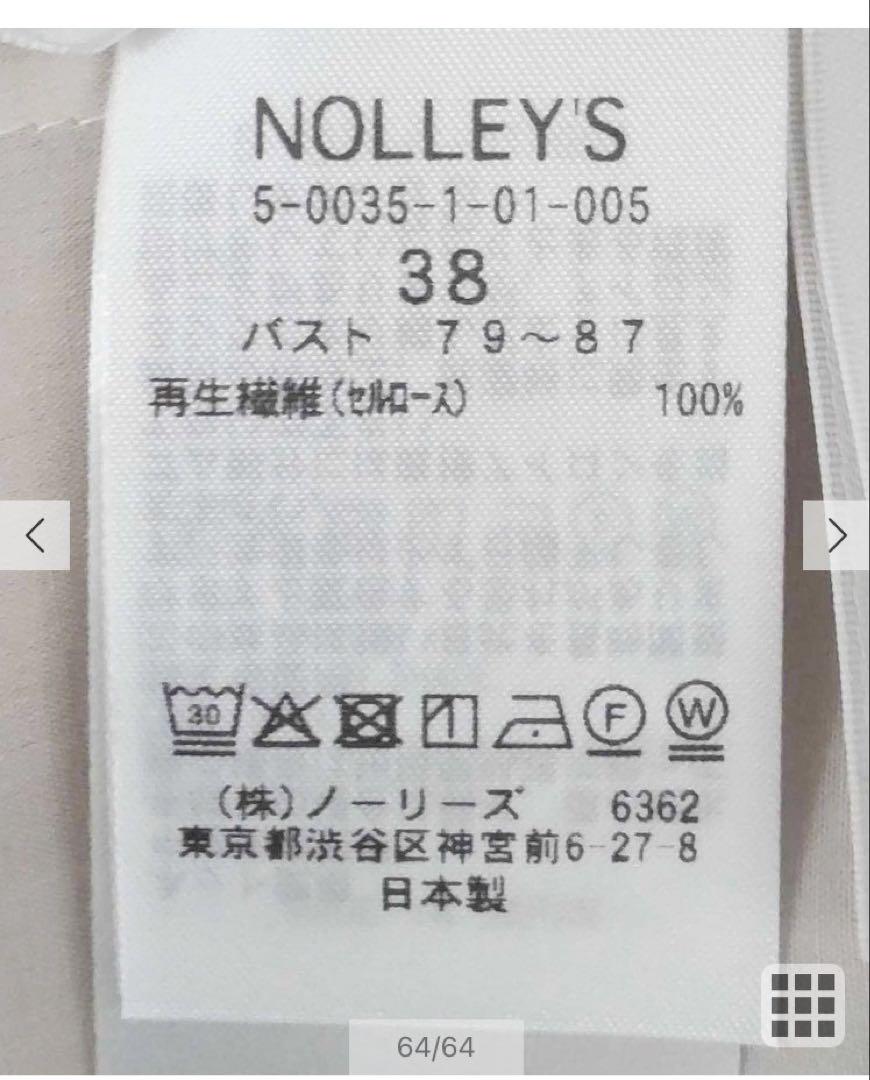 NOLLEY'S
5-0035-1-01-005
38
バスト 79～87
再生繊維(セルロース) 100%
30 F W
(株)ノーリーズ 6362
東京都渋谷区神宮前6-27-8
日本製
64/64